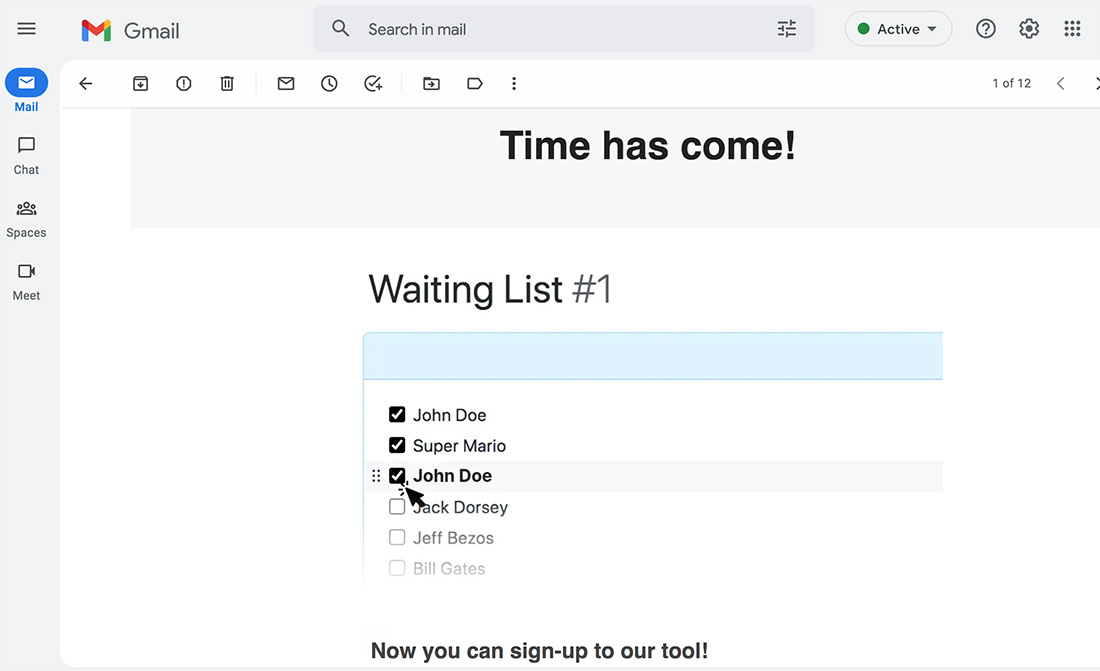 Gmail
Search in mail
Active
1 of 12
Mail
Chat
Spaces
Meet
Time has come!
Waiting List #1
John Doe
Super Mario
John Doe
Jack Dorsey
Jeff Bezos
Bill Gates
Now you can sign-up to our tool!